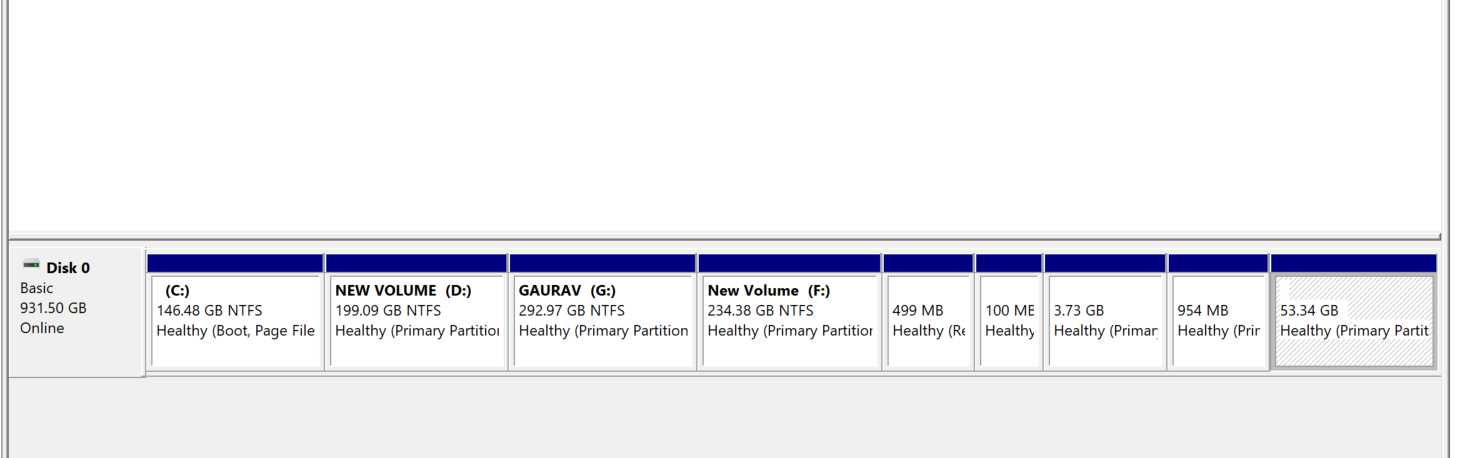 Disk 0
Basic
931.50 GB
Online
(C:)
146.48 GB NTFS
Healthy (Boot, Page File
NEW VOLUME (D:)
199.09 GB NTFS
Healthy (Primary Partition
GAURAV (G:)
292.97 GB NTFS
Healthy (Primary Partition
New Volume (F:)
234.38 GB NTFS
Healthy (Primary Partition
499 MB
Healthy (Re
100 MB
Healthy
3.73 GB
Healthy (Primar
954 MB
Healthy (Prir
53.34 GB
Healthy (Primary Partit